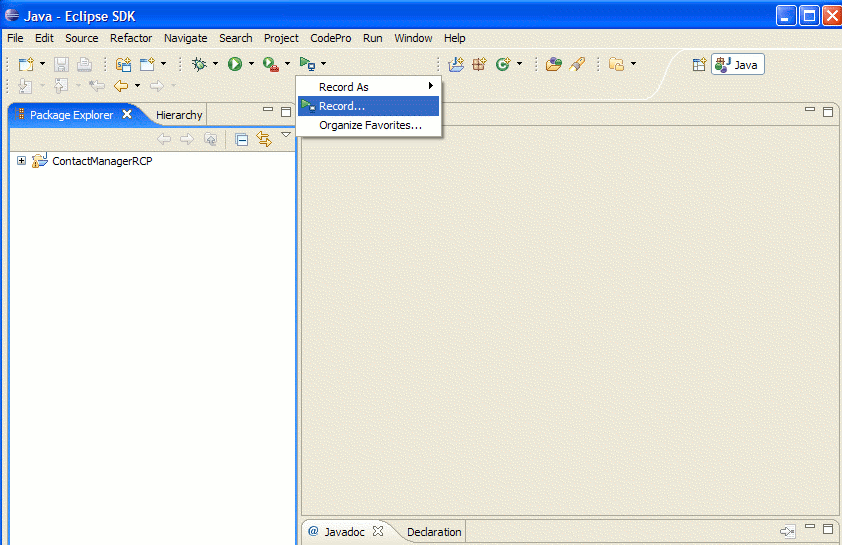 Java - Eclipse SDK
File Edit Source Refactor Navigate Search Project CodePro Run Window Help
Java
Record As
Record...
Organize Favorites...
Package Explorer Hierarchy
ContactManagerRCP
@ Javadoc Declaration